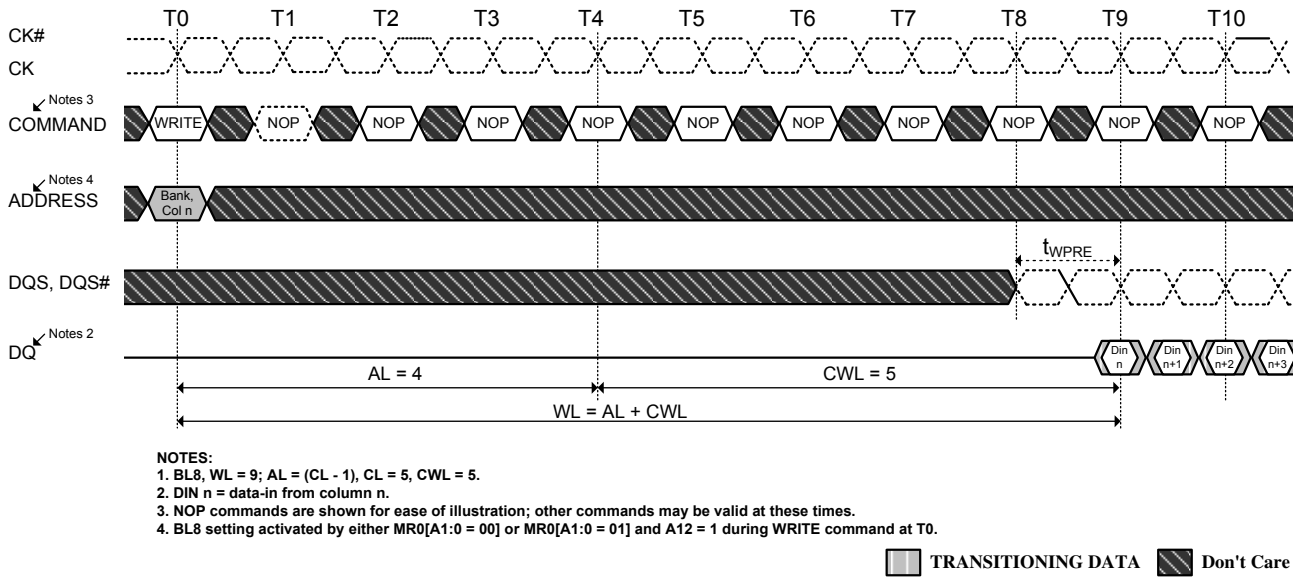 T0 T1 T2 T3 T4 T5 T6 T7 T8 T9 T10
CK#
CK
Notes 3
COMMAND WRITE NOP NOP NOP NOP NOP NOP NOP NOP NOP NOP
Notes 4
ADDRESS
Bank,
Col n
tWPRE
DQS, DQS#
Notes 2
DQ
Din Din Din Din
n n+1 n+2 n+3
AL = 4 CWL = 5
WL = AL + CWL
NOTES:
1. BL8, WL = 9; AL = (CL - 1), CL = 5, CWL = 5.
2. DIN n = data-in from column n.
3. NOP commands are shown for ease of illustration; other commands may be valid at these times.
4. BL8 setting activated by either MR0[A1:0 = 00] or MR0[A1:0 = 01] and A12 = 1 during WRITE command at T0.
TRANSITIONING DATA Don't Care